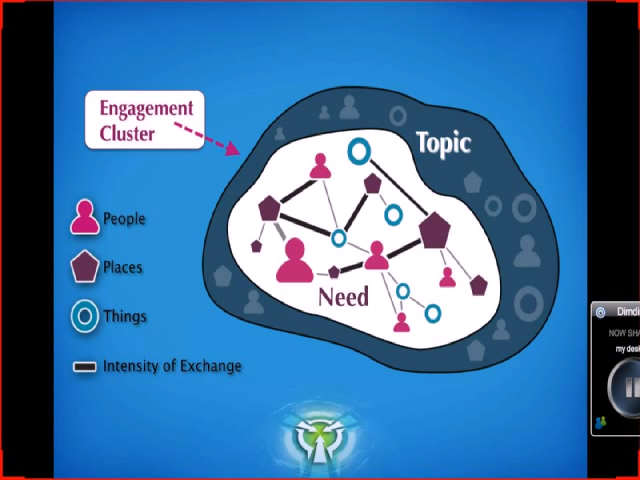 Engagement
Cluster
Topic
People
Places
Things
Need
Intensity of Exchange
NOW SHA
my desk